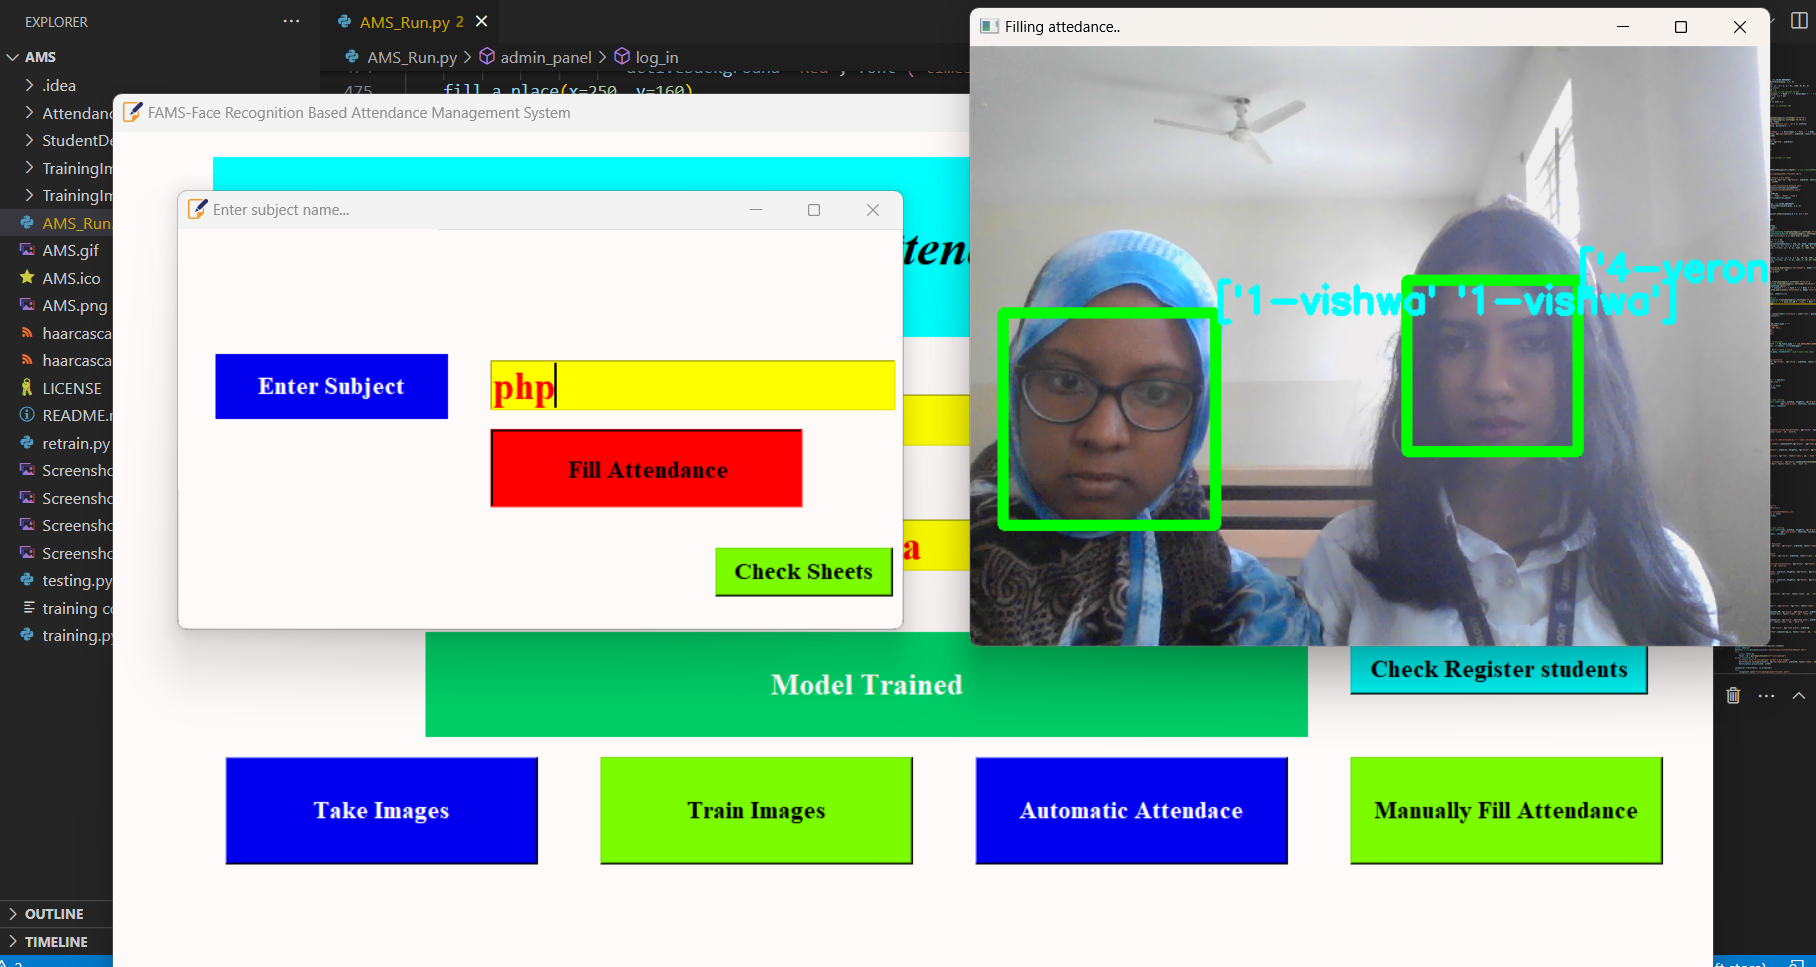 EXPLORER
AMS_Run.py 2
AMS
AMS_Run.py > admin_panel > log_in
475 fill_a.place(x=250, y=160)
.idea
Attendanc
StudentDe
TrainingIm
TrainingIm
AMS_Run.
AMS.gif
AMS.ico
AMS.png
haarcasca
haarcasca
LICENSE
README.r
retrain.py
Screensho
Screensho
Screensho
Screensho
testing.py
training co
training.py
OUTLINE
TIMELINE
FAMS-Face Recognition Based Attendance Management System
Enter subject name...
Enter Subject
php
Fill Attendance
Check Sheets
tten
a
Model Trained
Check Register students
Take Images
Train Images
Automatic Attendace
Manually Fill Attendance
Filling attedance..
['1-vishwa' '1-vishwa']
['4-yeron